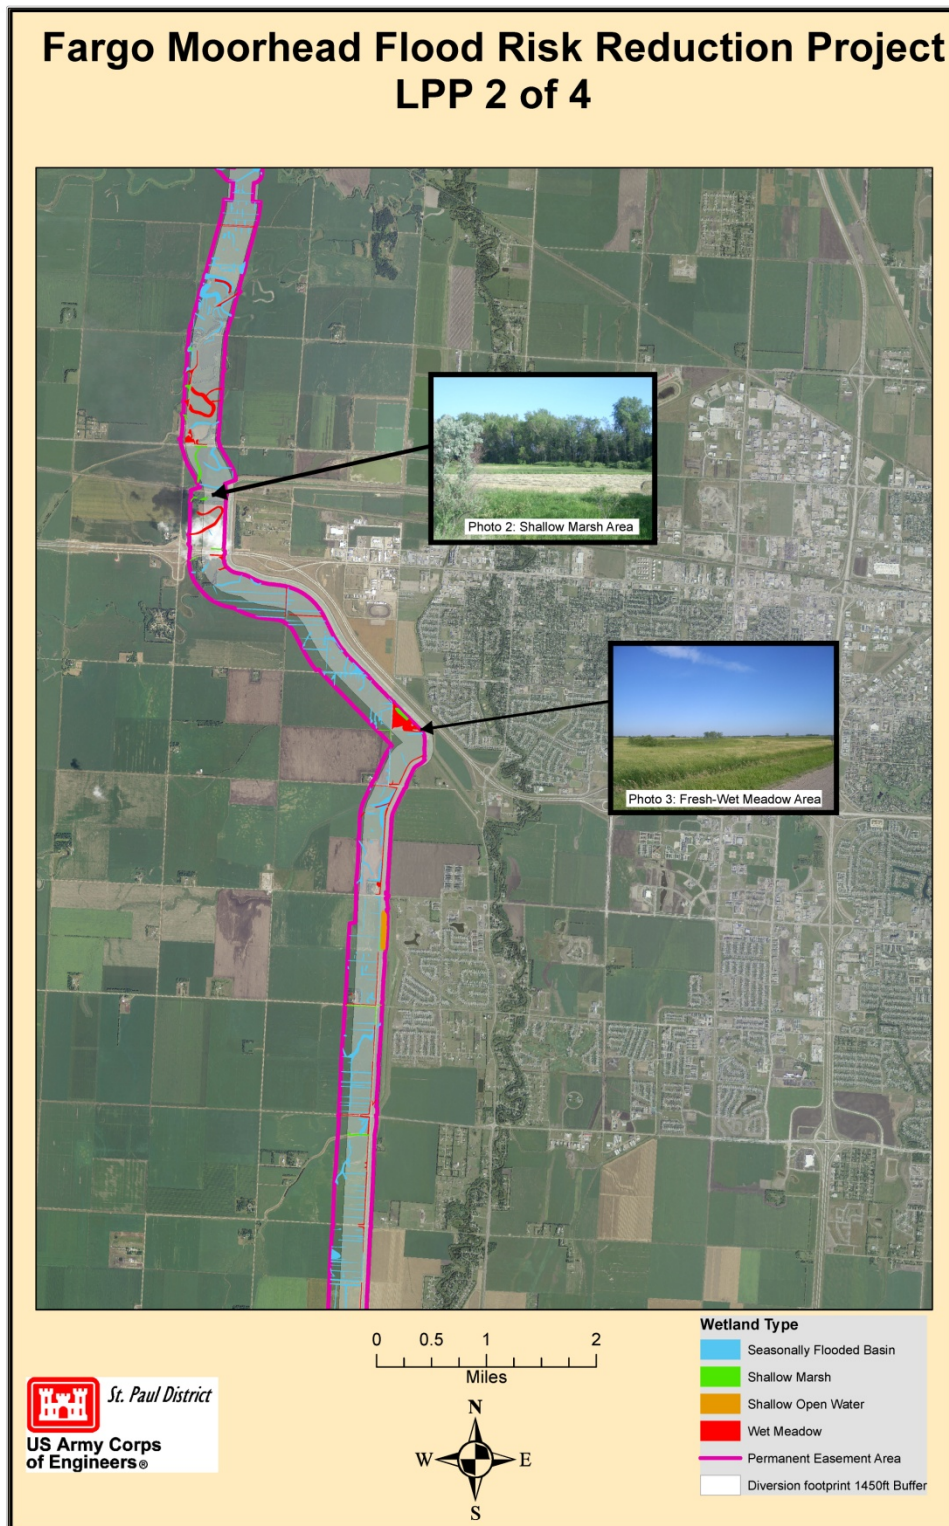 Fargo Moorhead Flood Risk Reduction Project
LPP 2 of 4
Photo 2: Shallow Marsh Area
Photo 3: Fresh-Wet Meadow Area
0 0.5 1 2
Miles
N
W E
S
St. Paul District
US Army Corps
of Engineers®
Wetland Type
Seasonally Flooded Basin
Shallow Marsh
Shallow Open Water
Wet Meadow
Permanent Easement Area
Diversion footprint 1450ft Buffer